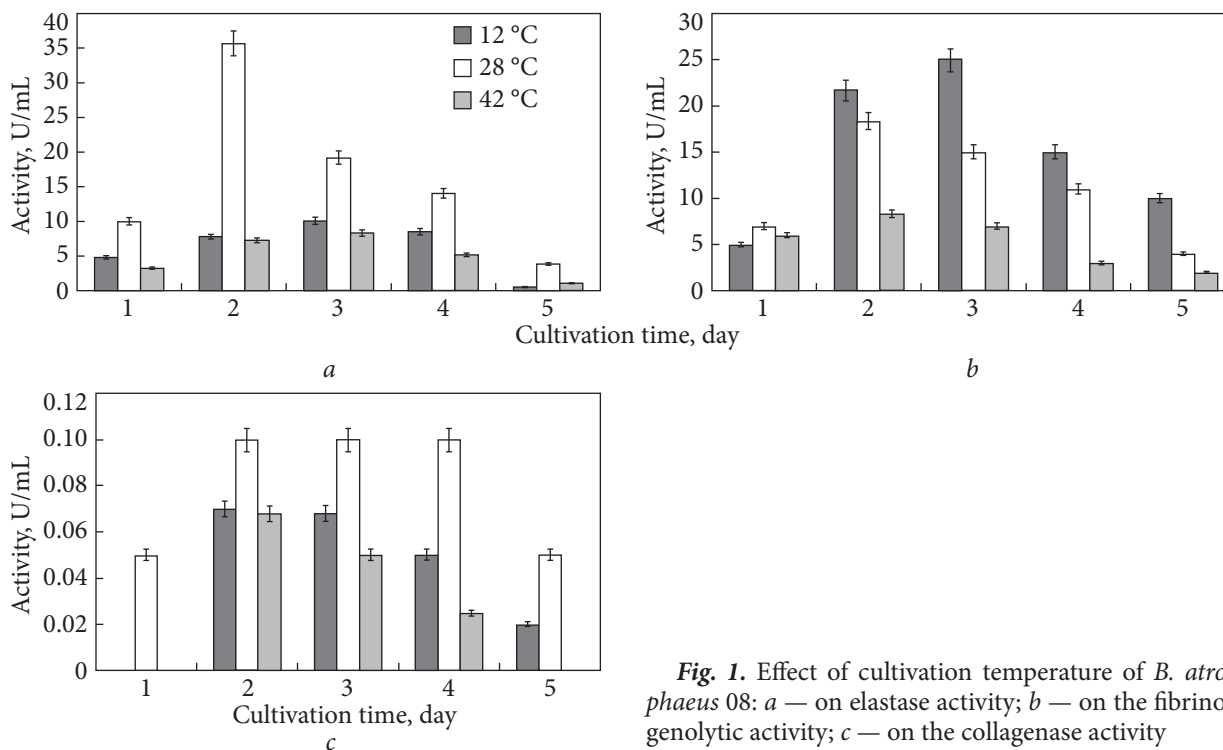 Activity, U/mL
40
35
30
25
20
15
10
5
0
12 °C
28 °C
42 °C
1 2 3 4 5
a
Activity, U/mL
30
25
20
15
10
5
0
1 2 3 4 5
b
Cultivation time, day
Activity, U/mL
0.12
0.10
0.08
0.06
0.04
0.02
0
1 2 3 4 5
Cultivation time, day
c
Fig. 1. Effect of cultivation temperature of B. atro
phaeus 08: a — on elastase activity; b — on the fibrino
genolytic activity; c — on the collagenase activity